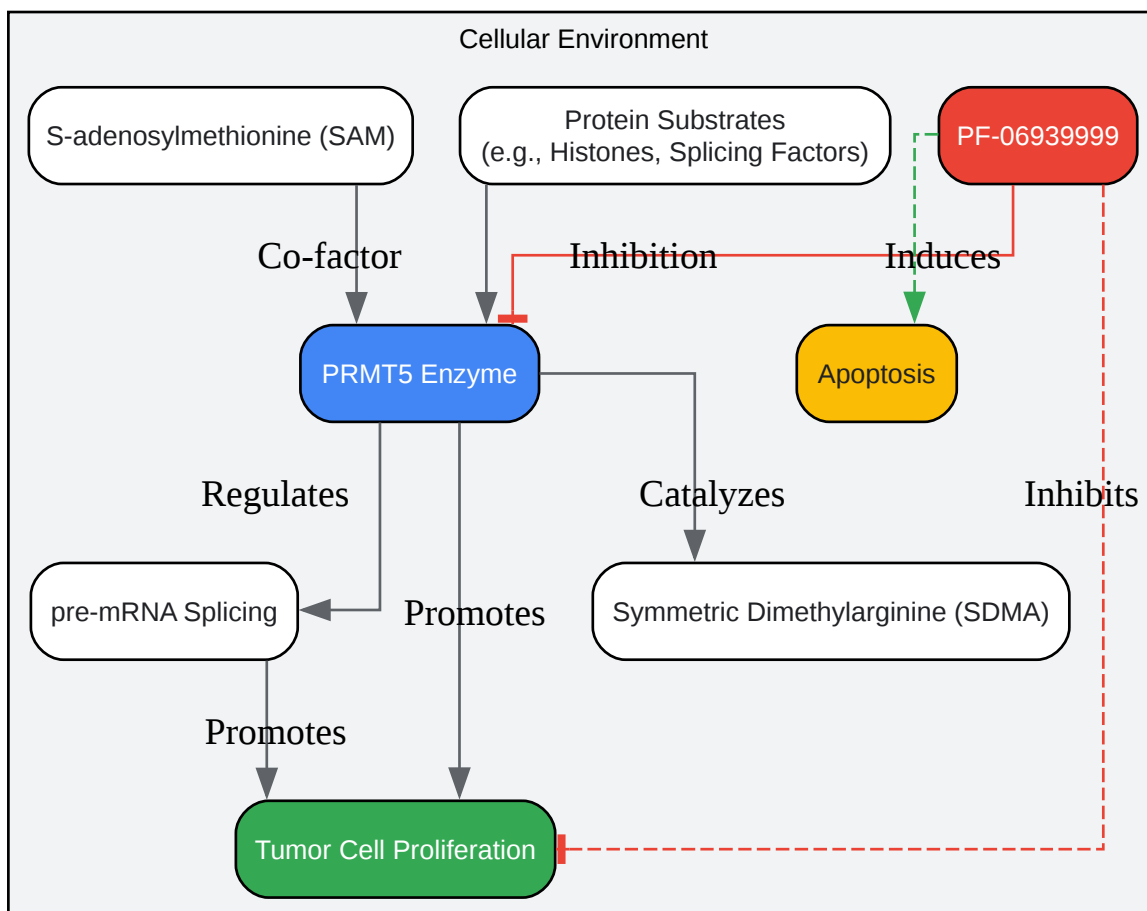 Cellular Environment
S-adenosylmethionine (SAM)
Protein Substrates
(e.g., Histones, Splicing Factors)
PF-06939999
Co-factor
Inhibition
Induces
PRMT5 Enzyme
Apoptosis
Regulates
Catalyzes
Inhibits
pre-mRNA Splicing
Promotes
Symmetric Dimethylarginine (SDMA)
Promotes
Tumor Cell Proliferation